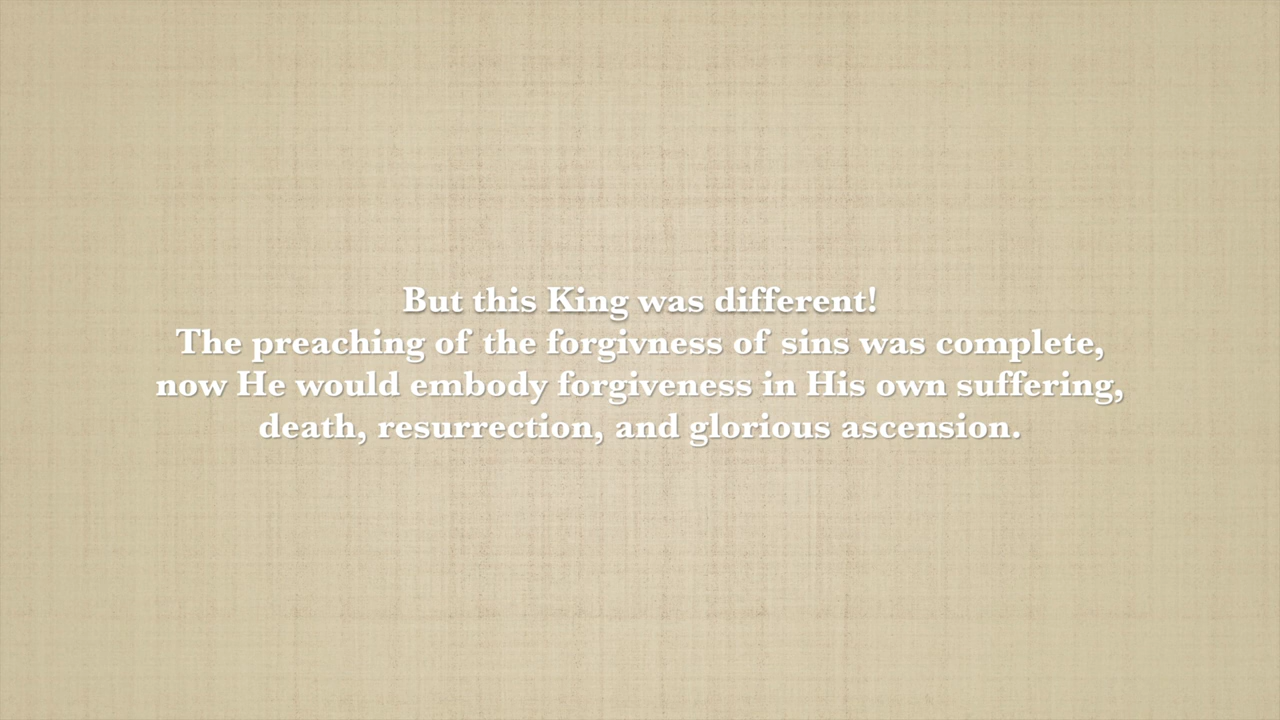 But this King was different!
The preaching of the forgivness of sins was complete,
now He would embody forgiveness in His own suffering,
death, resurrection, and glorious ascension.